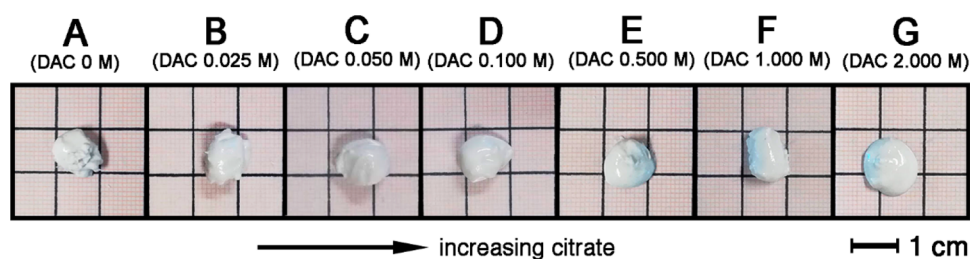 A B C D E F G
(DAC 0 M) (DAC 0.025 M) (DAC 0.050 M) (DAC 0.100 M) (DAC 0.500 M) (DAC 1.000 M) (DAC 2.000 M)
increasing citrate 1 cm